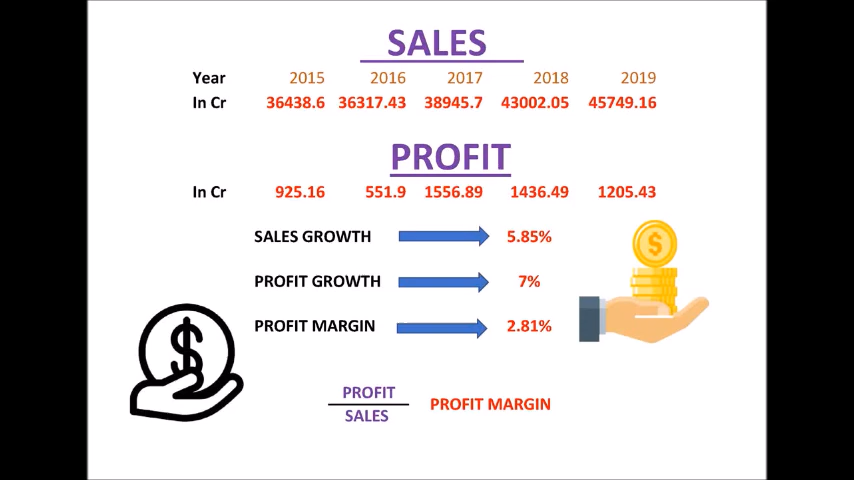 SALES
Year 2015 2016 2017 2018 2019
In Cr 36438.6 36317.43 38945.7 43002.05 45749.16
PROFIT
In Cr 925.16 551.9 1556.89 1436.49 1205.43
SALES GROWTH 5.85%
PROFIT GROWTH 7%
PROFIT MARGIN 2.81%
PROFIT
SALES
PROFIT MARGIN